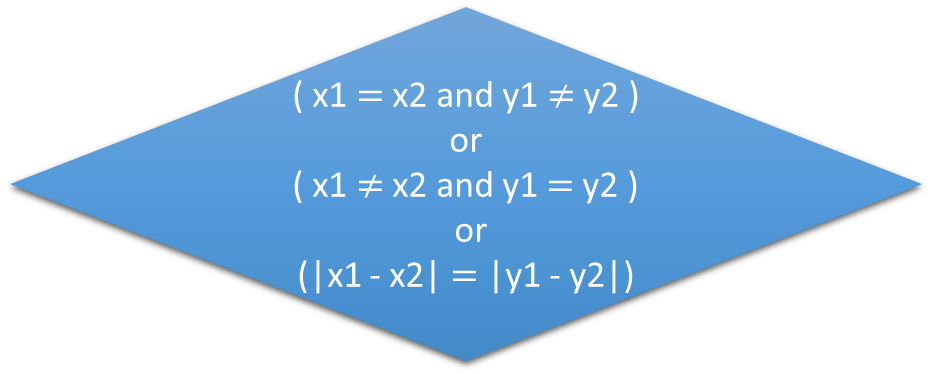 ( x1 = x2 and y1 ≠ y2 )
or
( x1 ≠ x2 and y1 = y2 )
or
(|x1 - x2| = |y1 - y2|)